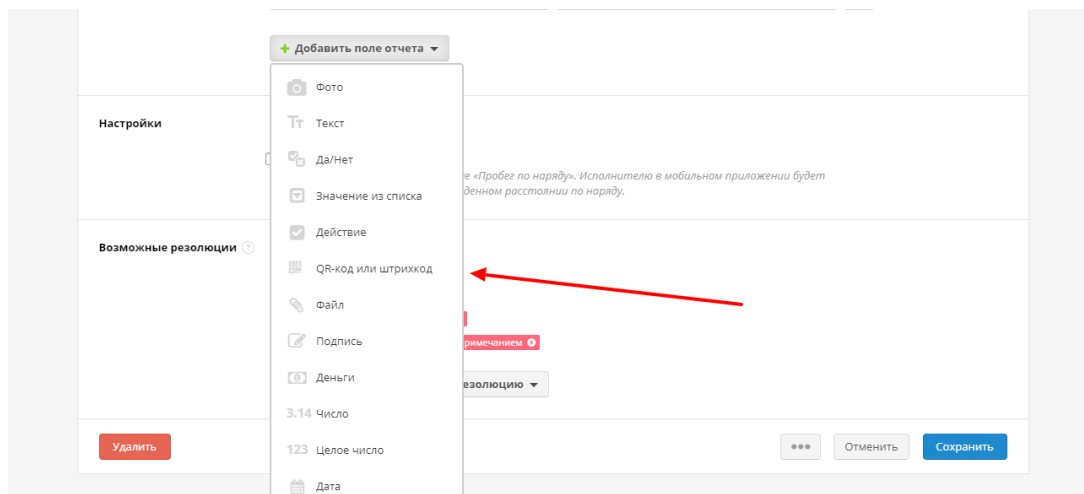 + Добавить поле отчета
Фото
Настройки
Tт Текст
Да/Нет
«Пробег по наряду». Исполнителю в мобильном приложении будет
Значение из списка
денном расстоянии по наряду.
Действие
Возможные резолюции ?
QR-код или штрихкод
Файл
Подпись
римечанием
Деньги
езолюцию
3.14 Число
Удалить
Отменить
Сохранить
123 Целое число
Дата